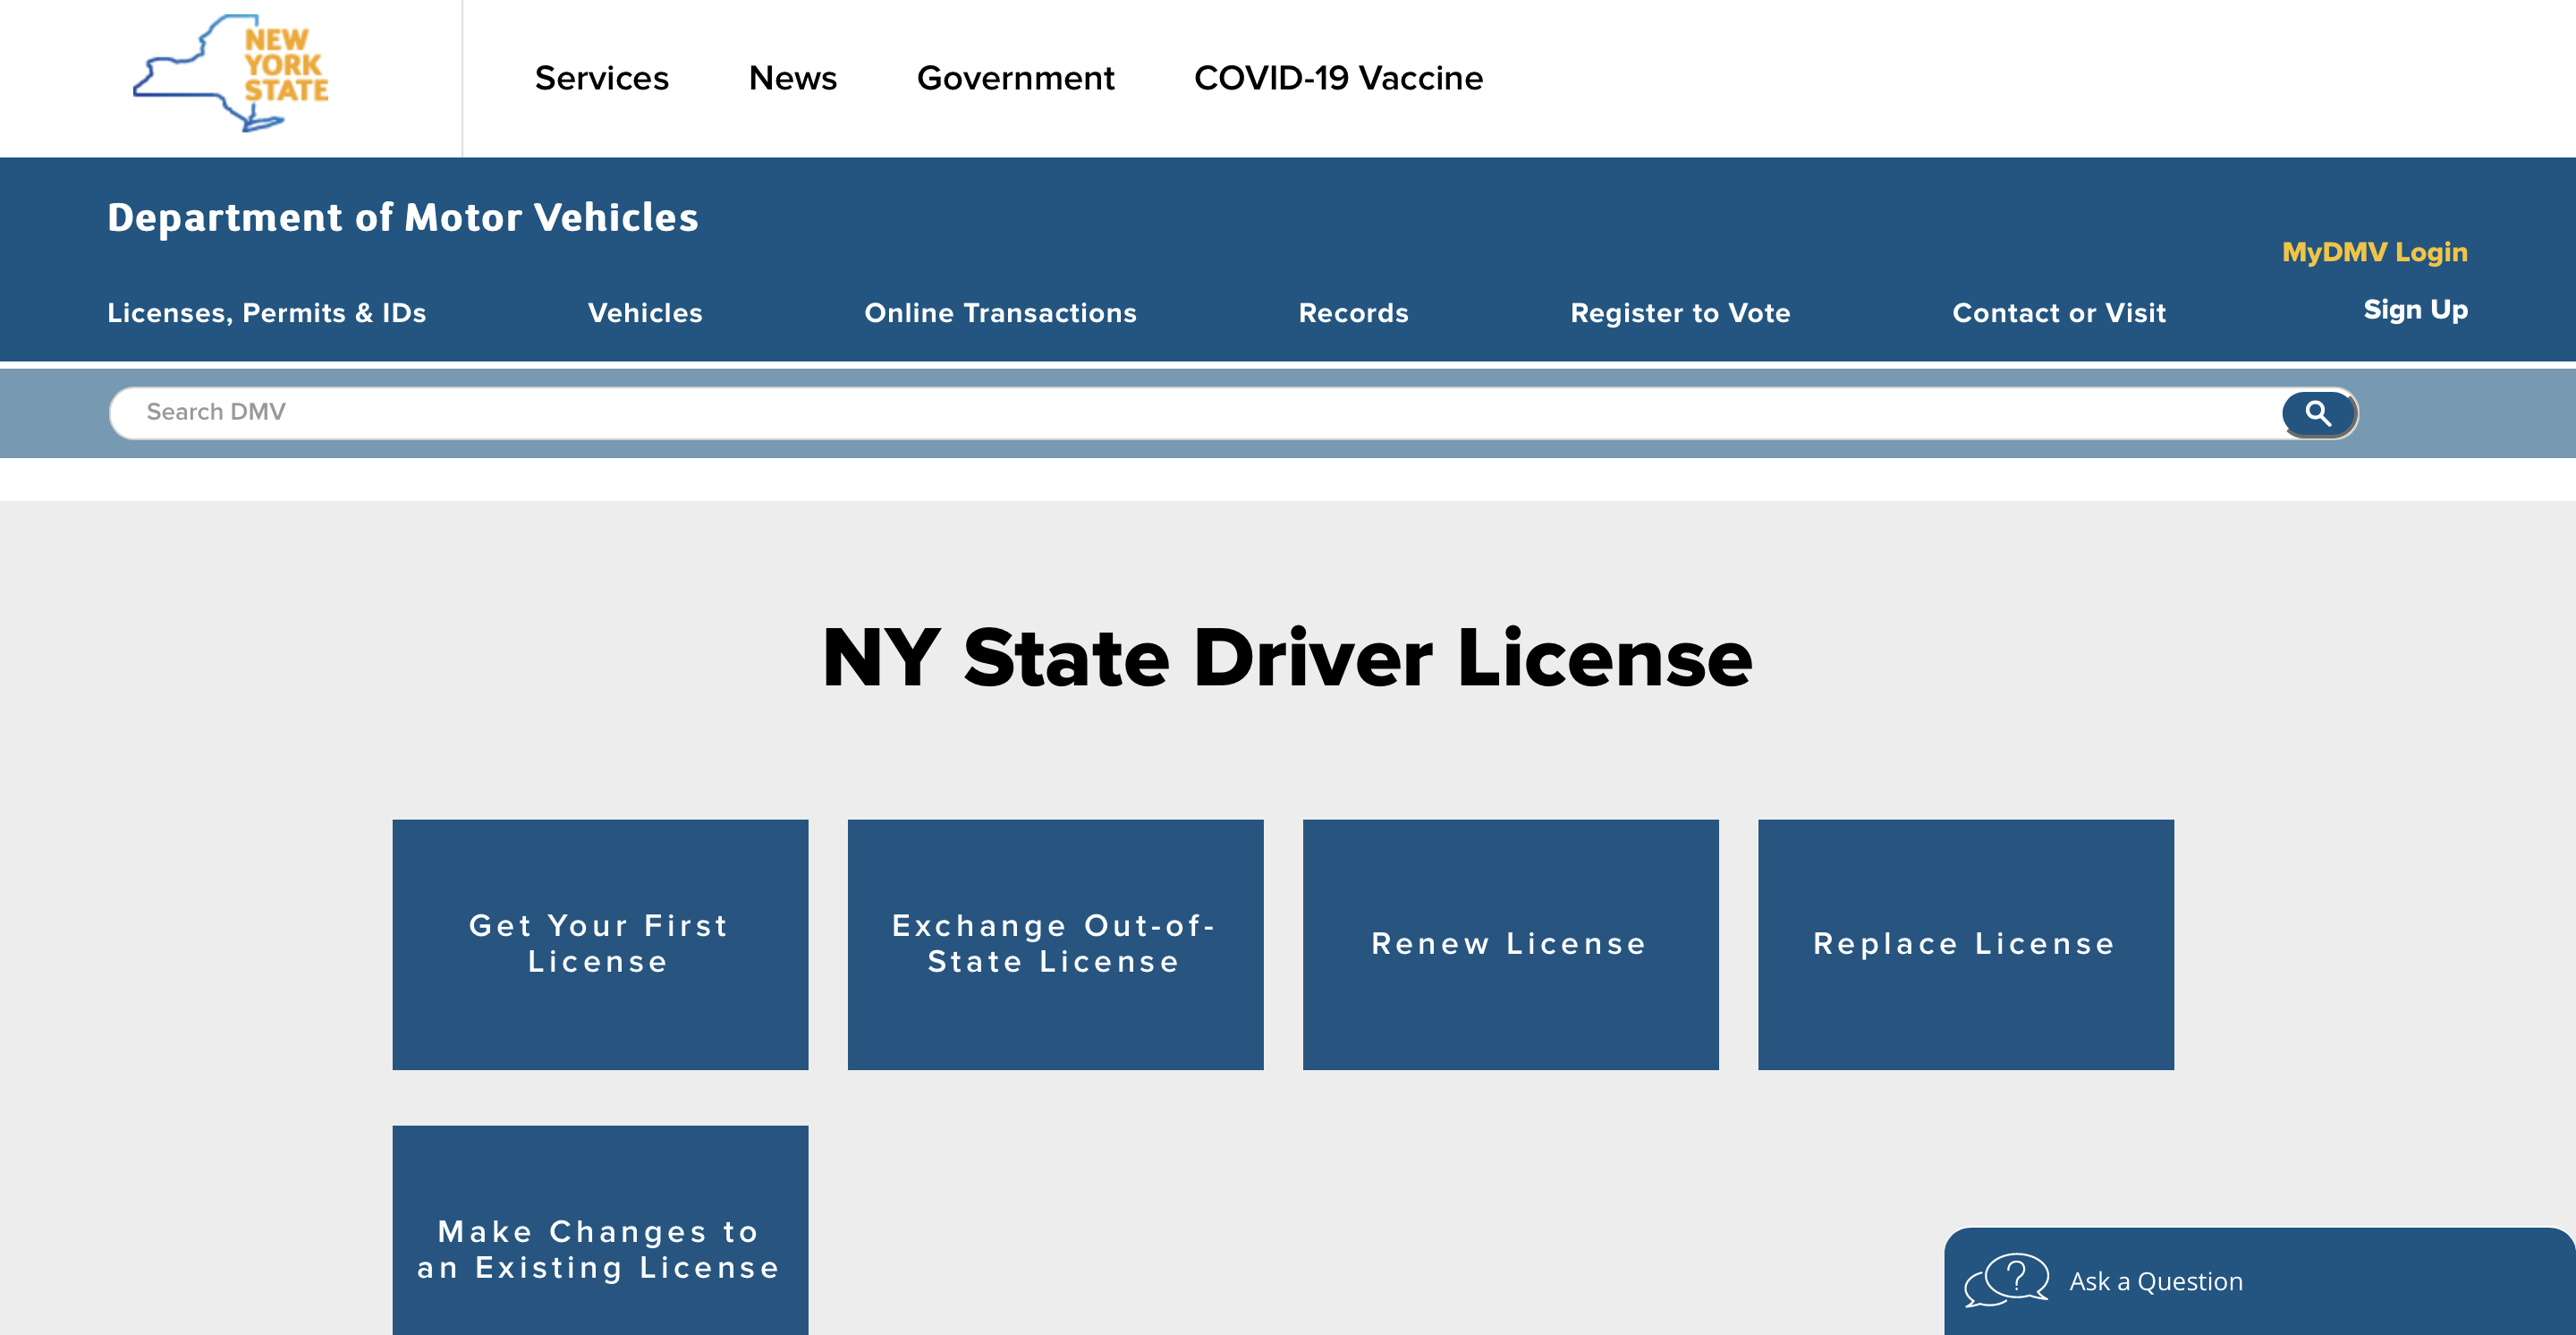 NEW
YORK
STATE
Services News Government COVID-19 Vaccine
Department of Motor Vehicles
MyDMV Login
Licenses, Permits & IDs Vehicles Online Transactions Records Register to Vote Contact or Visit Sign Up
Search DMV
NY State Driver License
Get Your First
License
Exchange Out-of-
State License
Renew License
Replace License
Make Changes to
an Existing License
Ask a Question